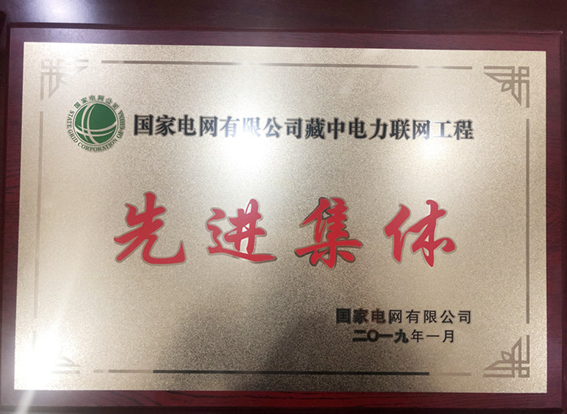 国家电网公司
STATE GRID CORPORATION OF CHINA
国家电网有限公司藏中电力联网工程
先进集体
国家电网有限公司
二〇一九年一月